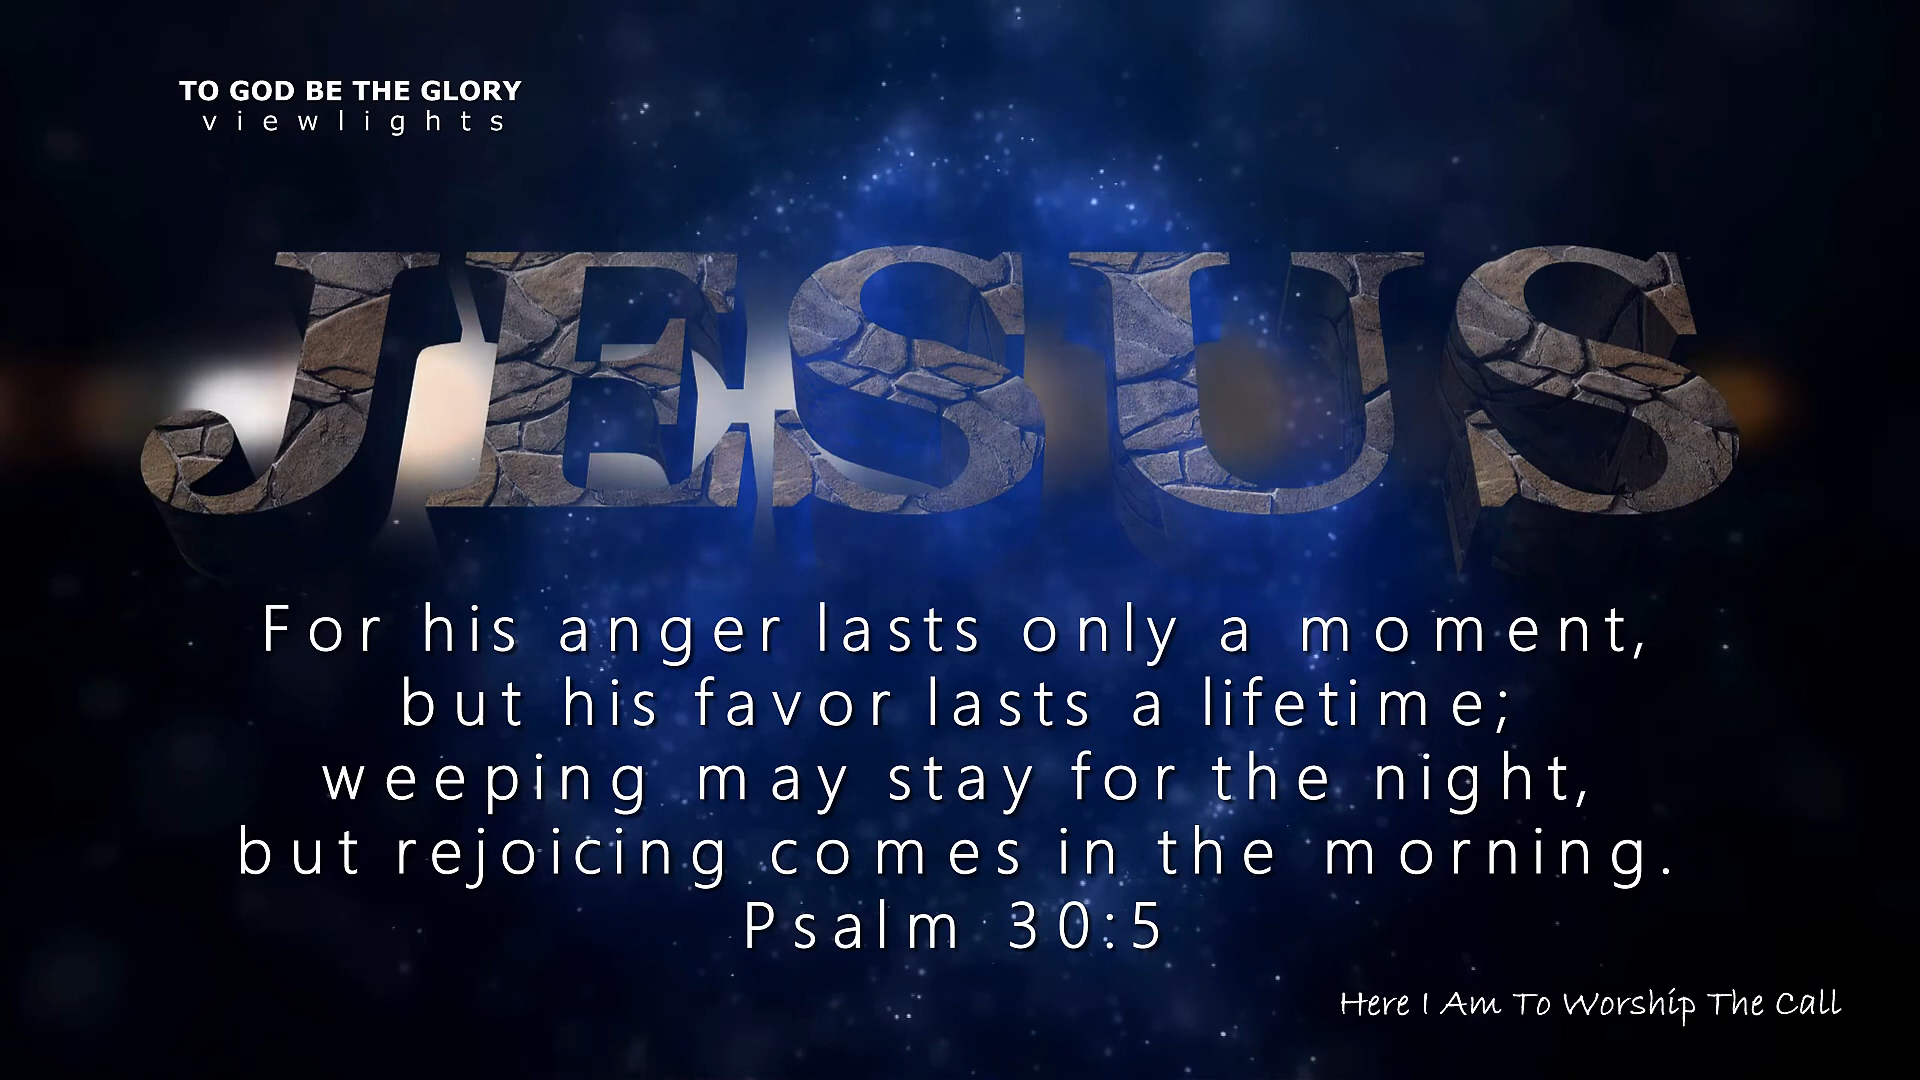 TO GOD BE THE GLORY
viewlights
JESUS
For his anger lasts only a moment,
but his favor lasts a lifetime;
weeping may stay for the night,
but rejoicing comes in the morning.
Psalm 30:5
Here I Am To Worship The Call